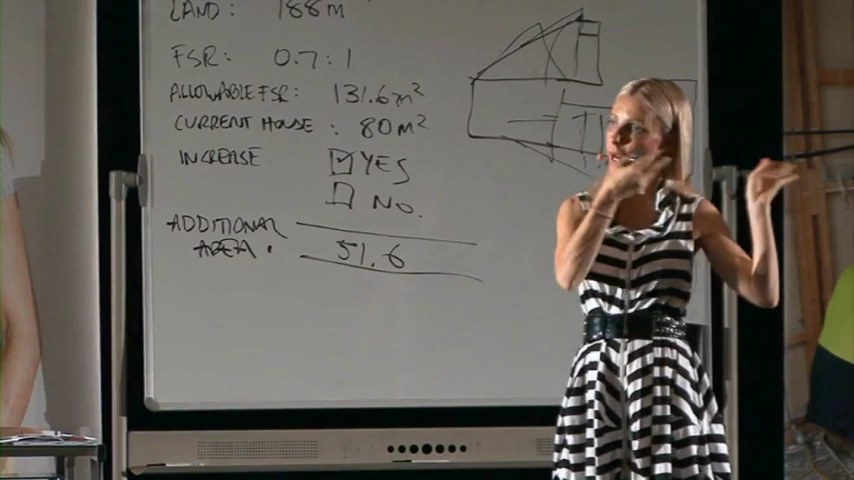 LAND: 188m
FSR: 0.7:1
ALLOWABLE FSR: 131.6m²
CURRENT HOUSE: 80m²
INCREASE ☑ YES
☐ NO.
ADDITIONAL
AREA: 51.6